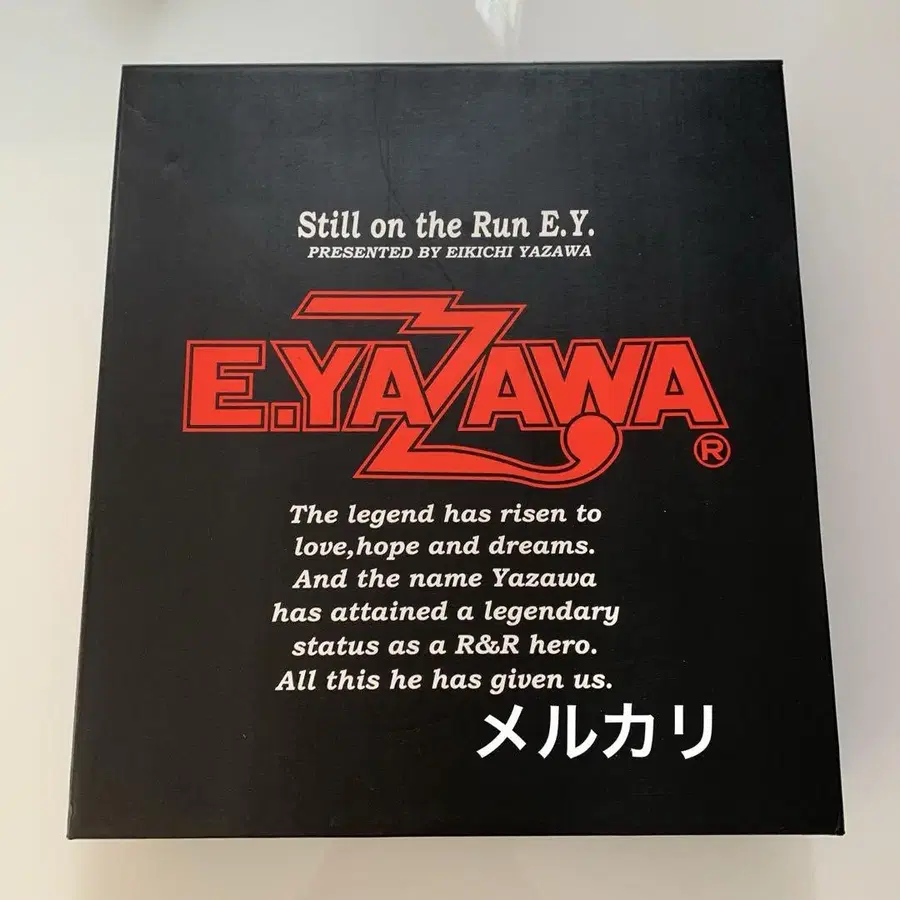 Still on the Run E.Y.
PRESENTED BY EIKICHI YAZAWA
E.YAZAWA
®
The legend has risen to
love,hope and dreams.
And the name Yazawa
has attained a legendary
status as a R&R hero.
All this he has given us.
メルカリ